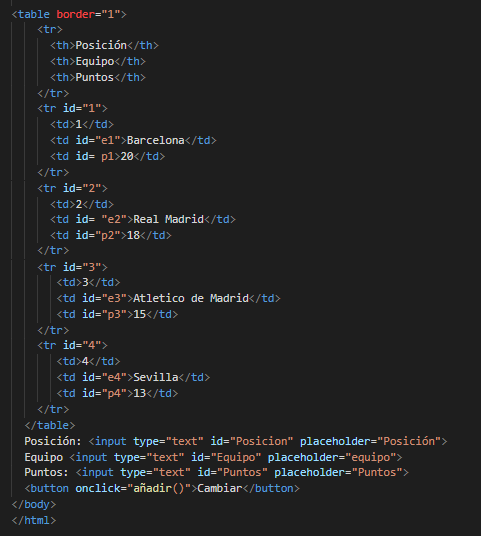 <table border="1">
<tr>
<th>Posición</th>
<th>Equipo</th>
<th>Puntos</th>
</tr>
<tr id="1">
<td>1</td>
<td id="e1">Barcelona</td>
<td id= p1>20</td>
</tr>
<tr id="2">
<td>2</td>
<td id= "e2">Real Madrid</td>
<td id="p2">18</td>
</tr>
<tr id="3">
<td>3</td>
<td id="e3">Atletico de Madrid</td>
<td id="p3">15</td>
</tr>
<tr id="4">
<td>4</td>
<td id="e4">Sevilla</td>
<td id="p4">13</td>
</tr>
</table>
Posición: <input type="text" id="Posicion" placeholder="Posición">
Equipo <input type="text" id="Equipo" placeholder="equipo">
Puntos: <input type="text" id="Puntos" placeholder="Puntos">
<button onclick="añadir()">Cambiar</button>
</body>
</html>